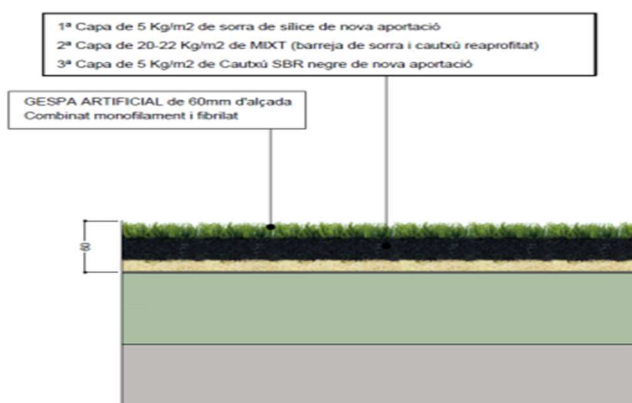 1ª Capa de 5 Kg/m2 de sorra de sílice de nova aportació
2ª Capa de 20-22 Kg/m2 de MIXT (barreja de sorra i cautxú reaprofitat)
3ª Capa de 5 Kg/m2 de Cautxú SBR negre de nova aportació
GESPA ARTIFICIAL de 60mm d'alçada
Combinat monofilament i fibrilat
60